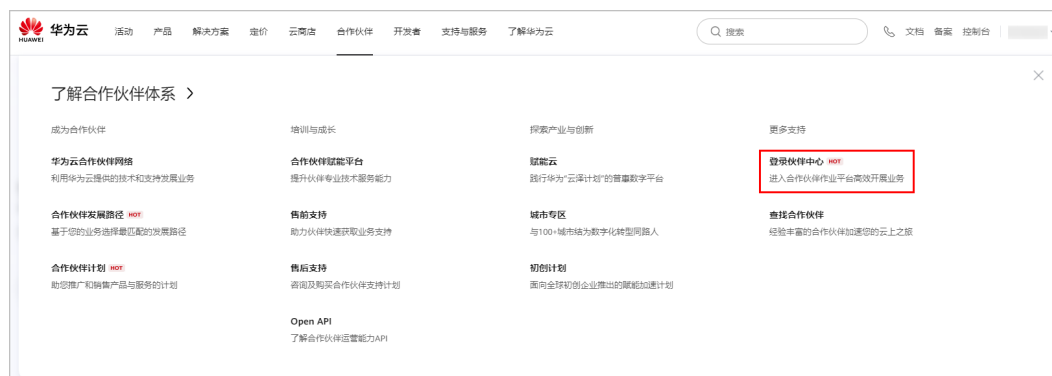 HUAWEI 华为云 活动 产品 解决方案 定价 云商店 合作伙伴 开发者 支持与服务 了解华为云 搜索 文档 备案 控制台
了解合作伙伴体系
成为合作伙伴 培训与成长 探索产业与创新 更多支持
华为云合作伙伴网络 合作伙伴赋能平台 赋能云 登录伙伴中心 HOT
利用华为云提供的技术和支持发展业务 提升伙伴专业技术服务能力 践行华为“云泽计划”的普惠数字平台 进入合作伙伴作业平台高效开展业务
合作伙伴发展路径 HOT 售前支持 城市专区 查找合作伙伴
基于您的业务选择最匹配的发展路径 助力伙伴快速获取业务支持 与100+城市结为数字化转型同路人 经验丰富的合作伙伴加速您的云上之旅
合作伙伴计划 HOT 售后支持 初创计划
助您推广和销售产品与服务的计划 咨询及购买合作伙伴支持计划 面向全球初创企业推出的赋能加速计划
Open API
了解合作伙伴运营能力API